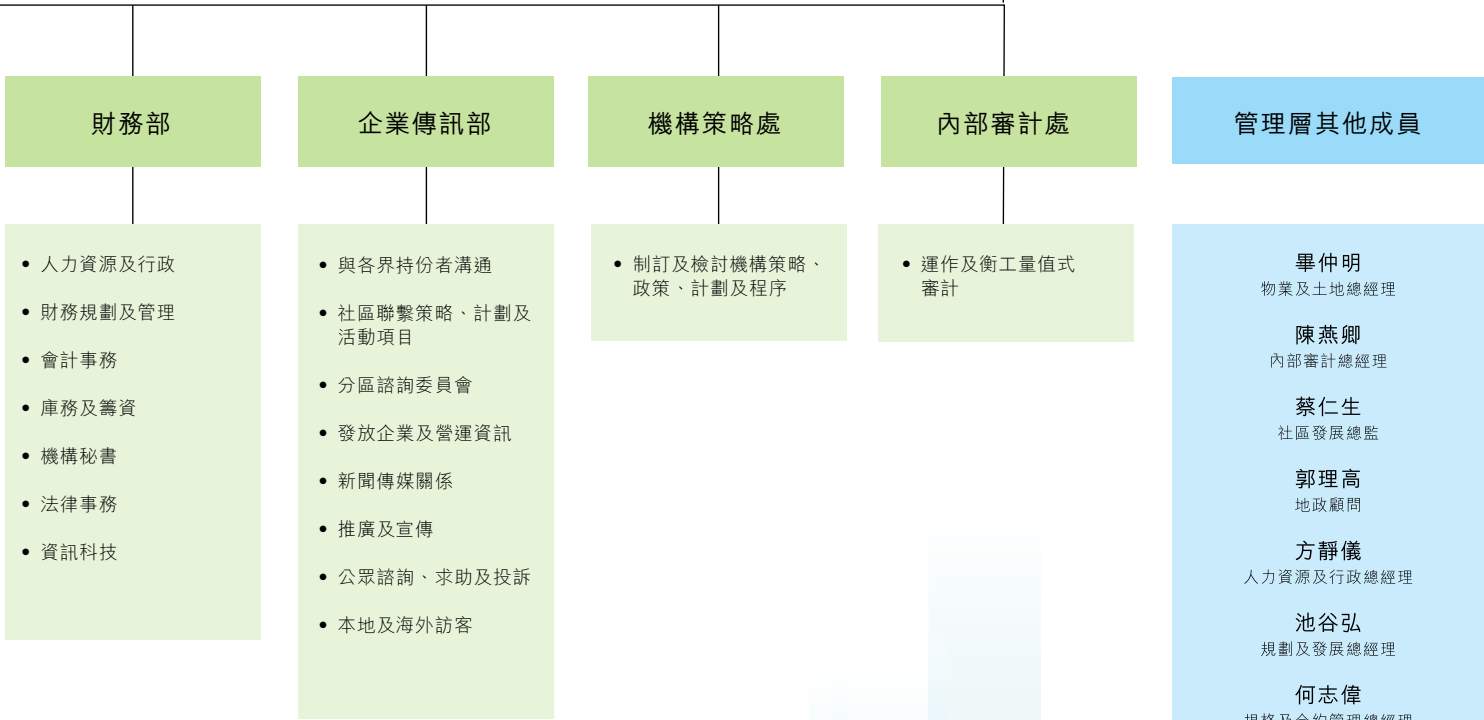 財務部
• 人力資源及行政
• 財務規劃及管理
• 會計事務
• 庫務及籌資
• 機構秘書
• 法律事務
• 資訊科技
企業傳訊部
• 與各界持份者溝通
• 社區聯繫策略、計劃及
活動項目
• 分區諮詢委員會
• 發放企業及營運資訊
• 新聞傳媒關係
• 推廣及宣傳
• 公眾諮詢、求助及投訴
• 本地及海外訪客
機構策略處
• 制訂及檢討機構策略、
政策、計劃及程序
內部審計處
• 運作及衡工量值式
審計
管理層其他成員
畢仲明
物業及土地總經理
陳燕卿
內部審計總經理
蔡仁生
社區發展總監
郭理高
地政顧問
方靜儀
人力資源及行政總經理
池谷弘
規劃及發展總經理
何志偉
規格及合約管理總經理